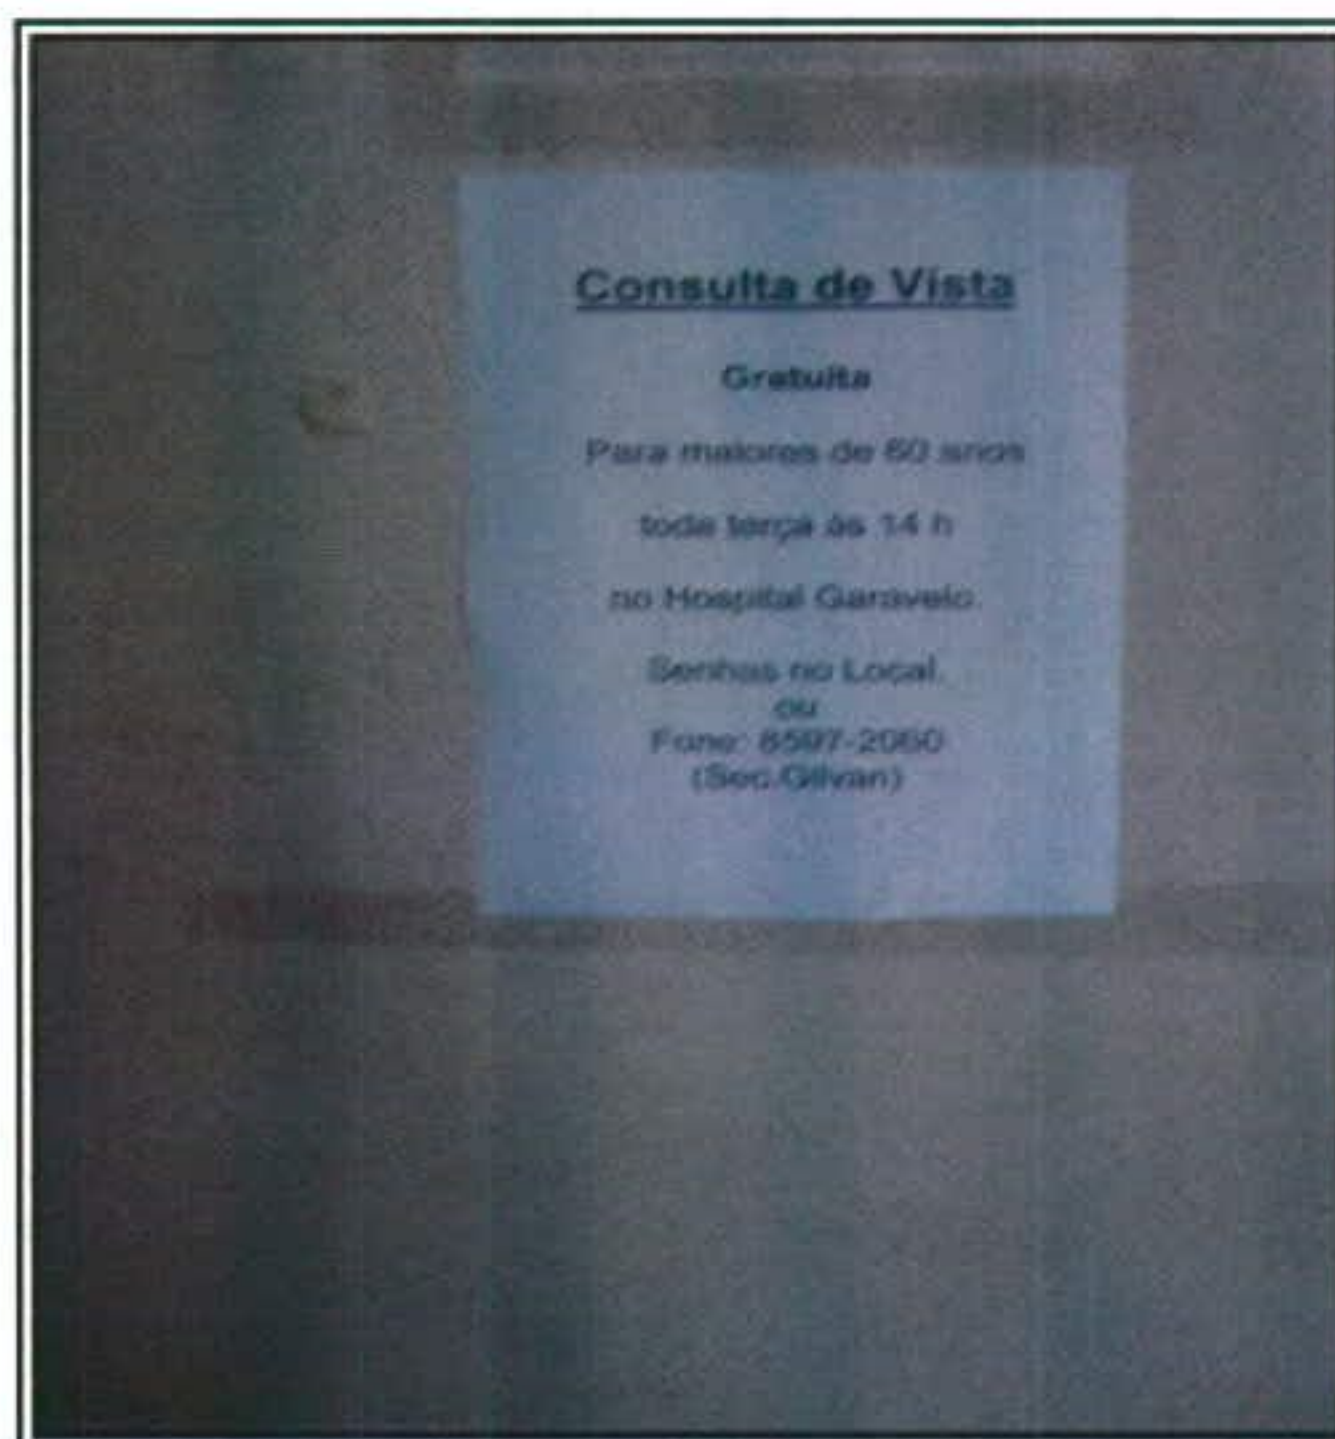 Consulta de Vista
Gratuita
Para maiores de 60 anos
toda terça ás 14 h
no Hospital Garavelo.
Senhas no Local.
ou
Fone: 8597-2060
(Sec.Gilvan)